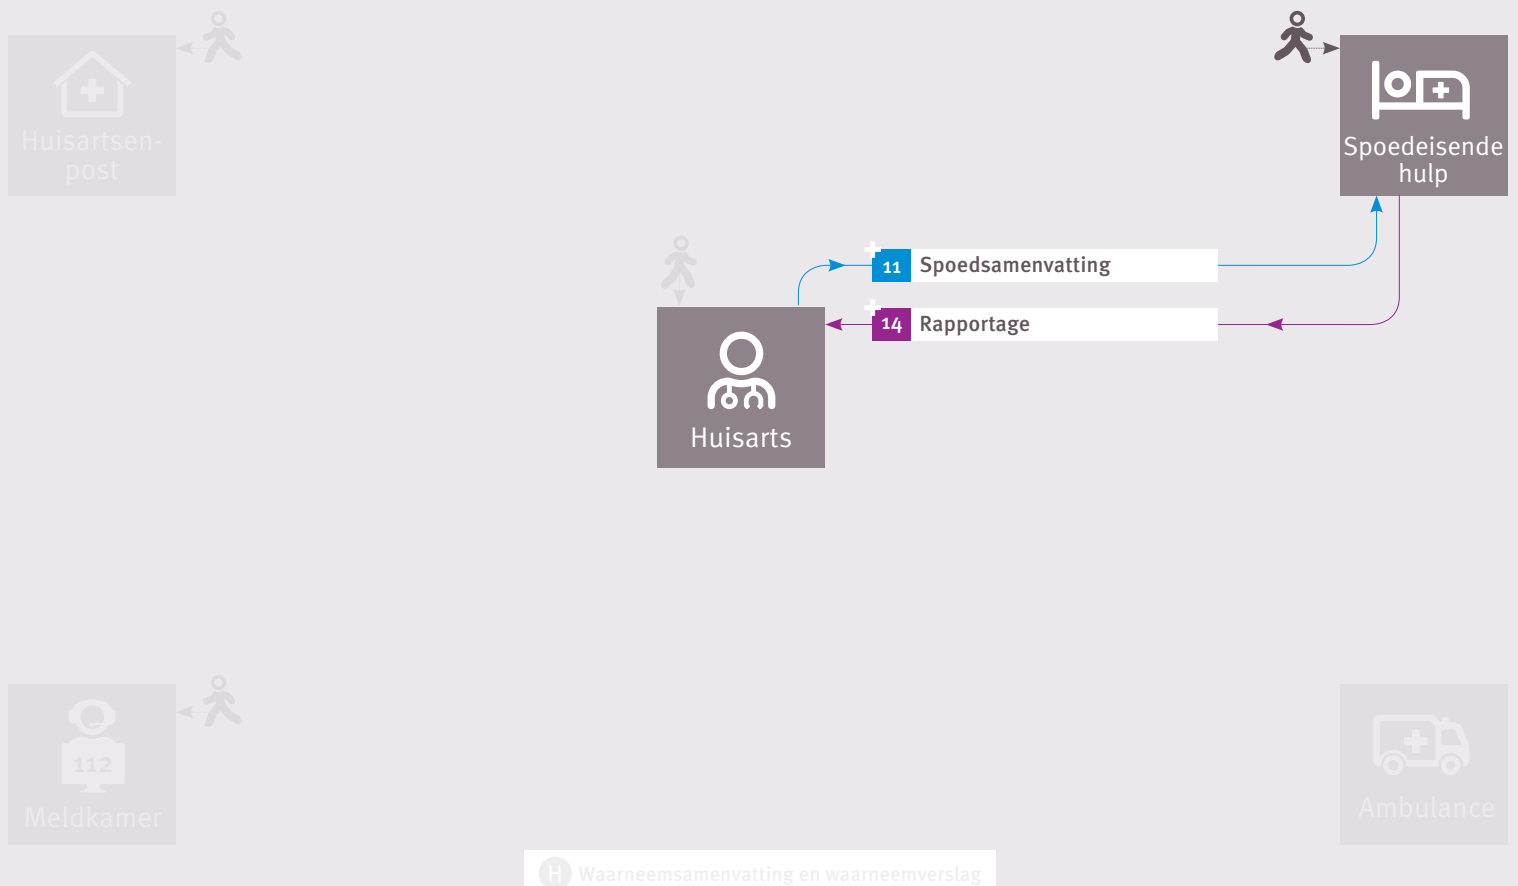 Huisartsen-
post
Spoedeisende
hulp
11 Spoedsamenvatting
14 Rapportage
Huisarts
112
Meldkamer
Ambulance
H Waarneemsamenvatting en waarneemverslag